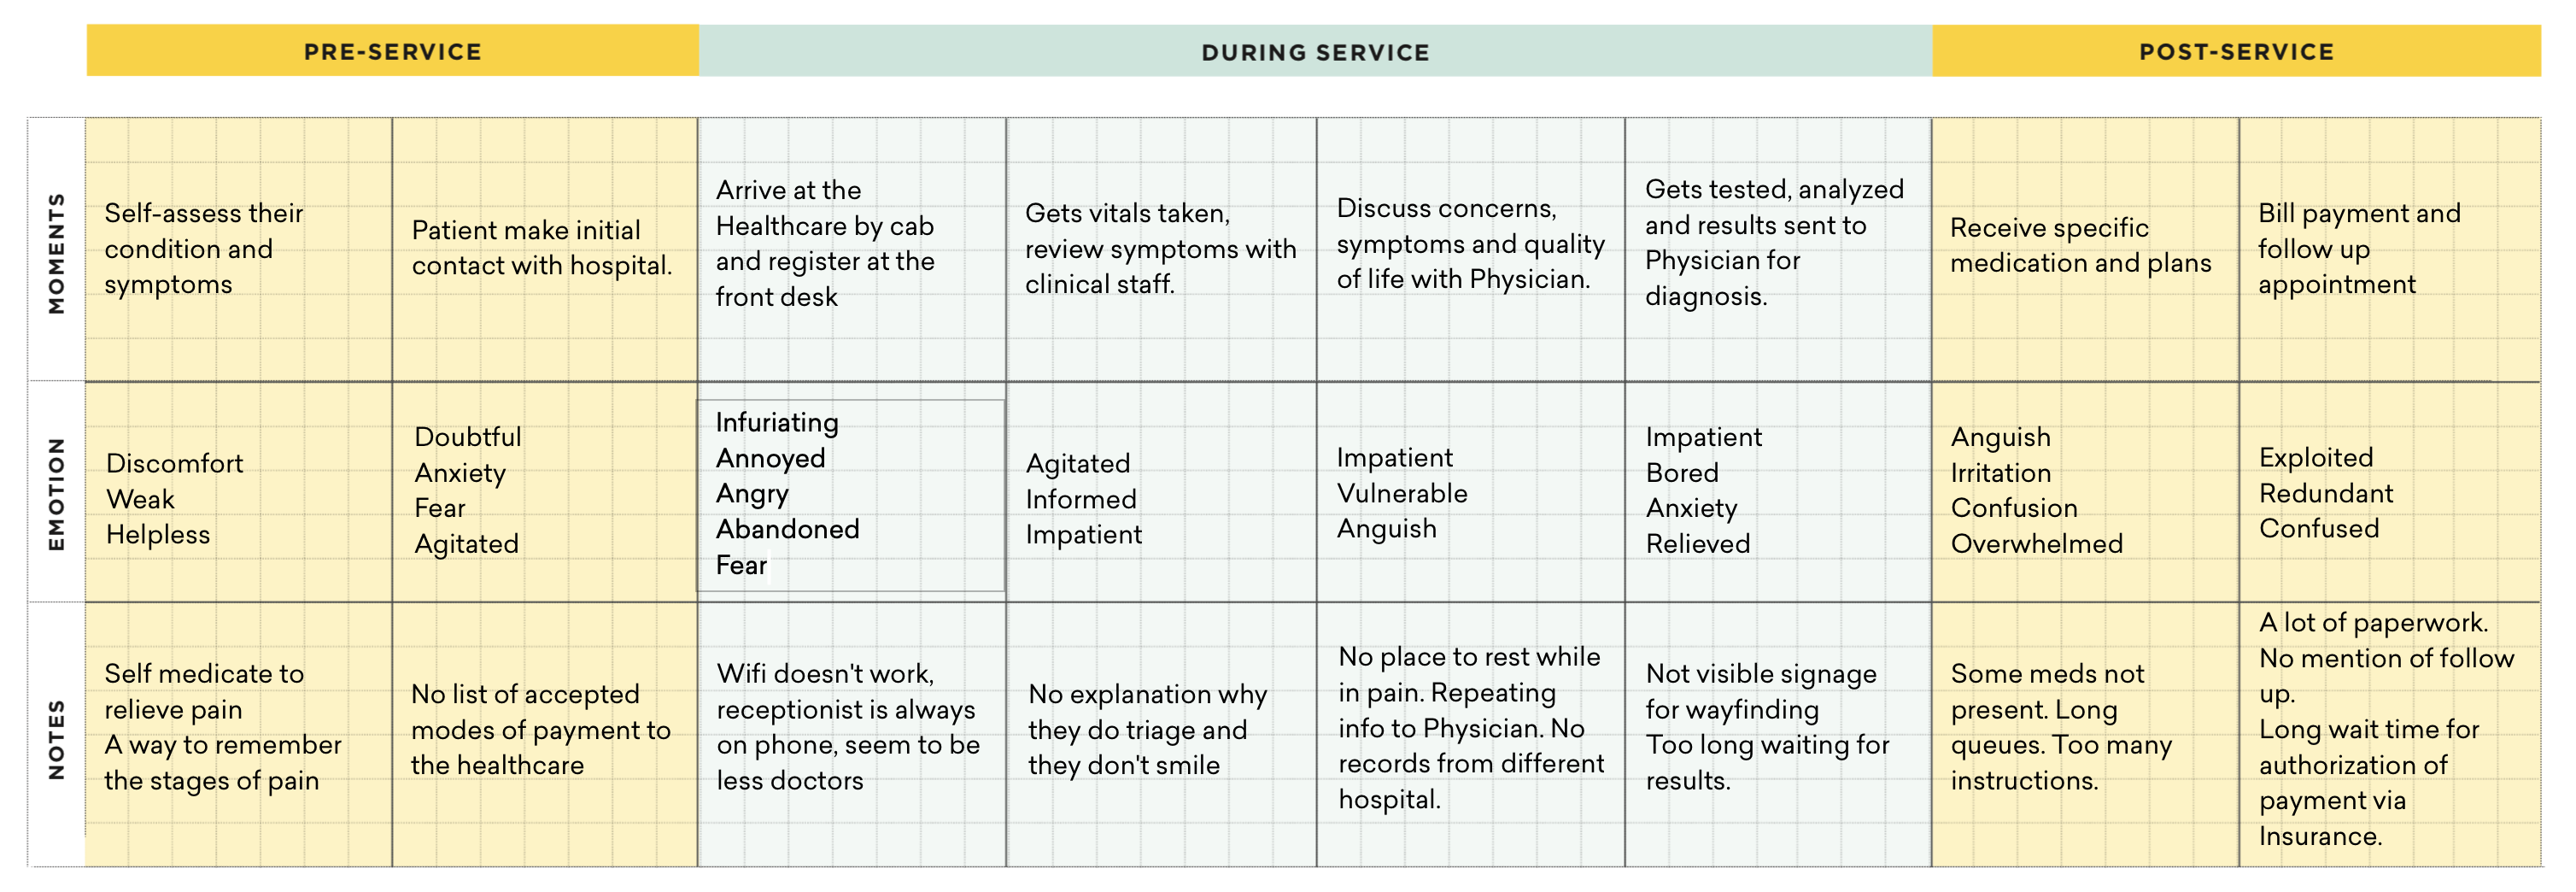 PRE-SERVICE
DURING SERVICE
POST-SERVICE
MOMENTS
Self-assess their
condition and
symptoms
Patient make initial
contact with hospital.
Arrive at the
Healthcare by cab
and register at the
front desk
Gets vitals taken,
review symptoms with
clinical staff.
Discuss concerns,
symptoms and quality
of life with Physician.
Gets tested, analyzed
and results sent to
Physician for
diagnosis.
Receive specific
medication and plans
Bill payment and
follow up
appointment
EMOTION
Discomfort
Weak
Helpless
Doubtful
Anxiety
Fear
Agitated
Infuriating
Annoyed
Angry
Abandoned
Fear
Agitated
Informed
Impatient
Impatient
Vulnerable
Anguish
Impatient
Bored
Anxiety
Relieved
Anguish
Irritation
Confusion
Overwhelmed
Exploited
Redundant
Confused
NOTES
Self medicate to
relieve pain
A way to remember
the stages of pain
No list of accepted
modes of payment to
the healthcare
Wifi doesn't work,
receptionist is always
on phone, seem to be
less doctors
No explanation why
they do triage and
they don't smile
No place to rest while
in pain. Repeating
info to Physician. No
records from different
hospital.
Not visible signage
for wayfinding
Too long waiting for
results.
Some meds not
present. Long
queues. Too many
instructions.
A lot of paperwork.
No mention of follow
up.
Long wait time for
authorization of
payment via
Insurance.